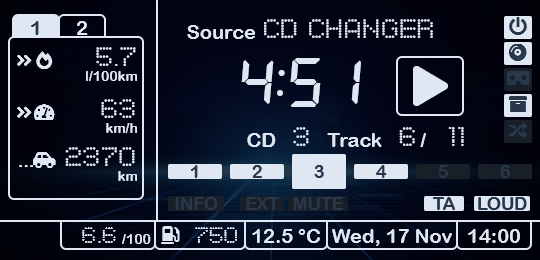 1 2
Source CD CHANGER
5.7
l/100km
4:51
63
km/h
CD 3 Track 6/ 11
2370
km
1 2 3 4 5 6
INFO EXT MUTE TA LOUD
6.6 /100 750 12.5 °C Wed, 17 Nov 14:00